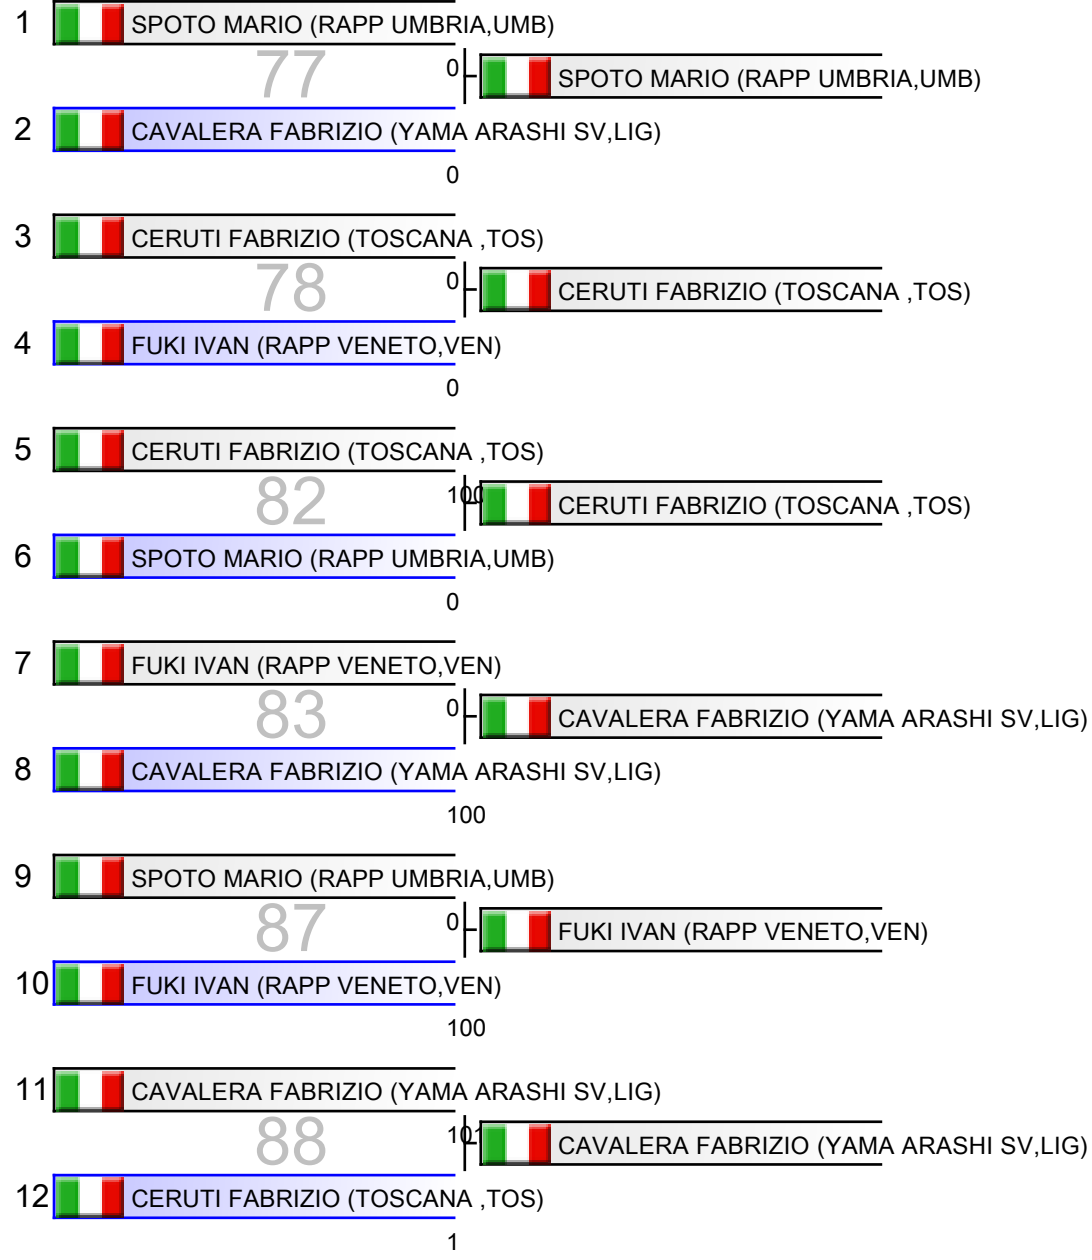 1 SPOTO MARIO (RAPP UMBRIA,UMB)
77
0
SPOTO MARIO (RAPP UMBRIA,UMB)
2 CAVALERA FABRIZIO (YAMA ARASHI SV,LIG)
0
3 CERUTI FABRIZIO (TOSCANA ,TOS)
78
0
CERUTI FABRIZIO (TOSCANA ,TOS)
4 FUKI IVAN (RAPP VENETO,VEN)
0
5 CERUTI FABRIZIO (TOSCANA ,TOS)
82
100
CERUTI FABRIZIO (TOSCANA ,TOS)
6 SPOTO MARIO (RAPP UMBRIA,UMB)
0
7 FUKI IVAN (RAPP VENETO,VEN)
83
0
CAVALERA FABRIZIO (YAMA ARASHI SV,LIG)
8 CAVALERA FABRIZIO (YAMA ARASHI SV,LIG)
100
9 SPOTO MARIO (RAPP UMBRIA,UMB)
87
0
FUKI IVAN (RAPP VENETO,VEN)
10 FUKI IVAN (RAPP VENETO,VEN)
100
11 CAVALERA FABRIZIO (YAMA ARASHI SV,LIG)
88
CAVALERA FABRIZIO (YAMA ARASHI SV,LIG)
12 CERUTI FABRIZIO (TOSCANA ,TOS)
1